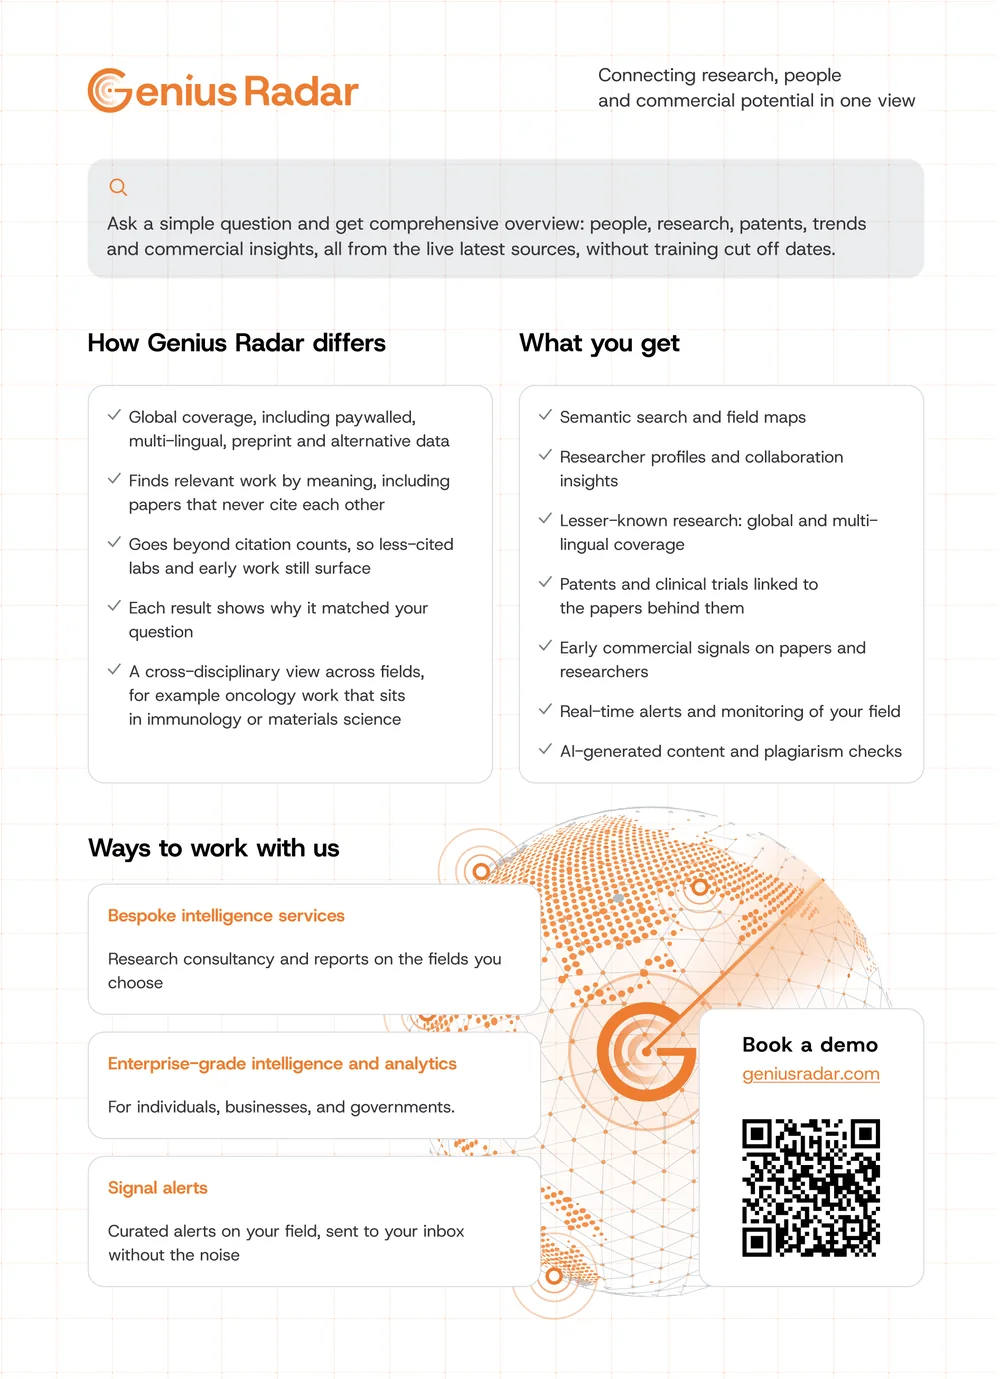 Genius Radar
Connecting research, people
and commercial potential in one view
Ask a simple question and get comprehensive overview: people, research, patents, trends
and commercial insights, all from the live latest sources, without training cut off dates.
How Genius Radar differs
Global coverage, including paywalled,
multi-lingual, preprint and alternative data
Finds relevant work by meaning, including
papers that never cite each other
Goes beyond citation counts, so less-cited
labs and early work still surface
Each result shows why it matched your
question
A cross-disciplinary view across fields,
for example oncology work that sits
in immunology or materials science
What you get
Semantic search and field maps
Researcher profiles and collaboration
insights
Lesser-known research: global and multi-
lingual coverage
Patents and clinical trials linked to
the papers behind them
Early commercial signals on papers and
researchers
Real-time alerts and monitoring of your field
AI-generated content and plagiarism checks
Ways to work with us
Bespoke intelligence services
Research consultancy and reports on the fields you
choose
Enterprise-grade intelligence and analytics
For individuals, businesses, and governments.
Signal alerts
Curated alerts on your field, sent to your inbox
without the noise
Book a demo
geniusradar.com